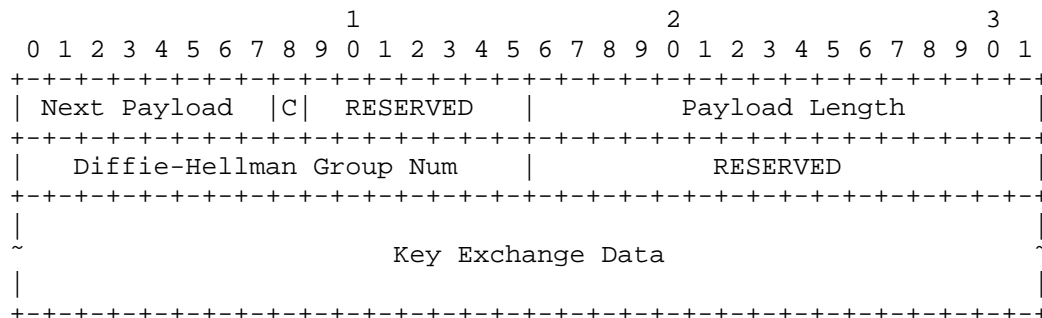 1                   2                   3
 0 1 2 3 4 5 6 7 8 9 0 1 2 3 4 5 6 7 8 9 0 1 2 3 4 5 6 7 8 9 0 1
+-+-+-+-+-+-+-+-+-+-+-+-+-+-+-+-+-+-+-+-+-+-+-+-+-+-+-+-+-+-+-+-+
| Next Payload  |C|  RESERVED   |         Payload Length        |
+-+-+-+-+-+-+-+-+-+-+-+-+-+-+-+-+-+-+-+-+-+-+-+-+-+-+-+-+-+-+-+-+
|   Diffie-Hellman Group Num    |           RESERVED            |
+-+-+-+-+-+-+-+-+-+-+-+-+-+-+-+-+-+-+-+-+-+-+-+-+-+-+-+-+-+-+-+-+
|                                                               |
~                       Key Exchange Data                       ~
|                                                               |
+-+-+-+-+-+-+-+-+-+-+-+-+-+-+-+-+-+-+-+-+-+-+-+-+-+-+-+-+-+-+-+-+